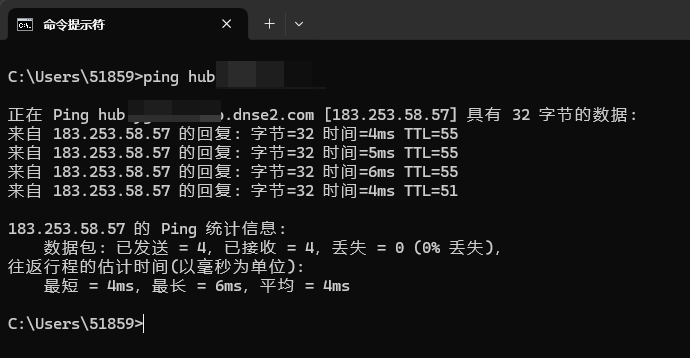 命令提示符
C:\Users\51859>ping hub
正在 Ping hub .dnse2.com [183.253.58.57] 具有 32 字节的数据:
来自 183.253.58.57 的回复: 字节=32 时间=4ms TTL=55
来自 183.253.58.57 的回复: 字节=32 时间=5ms TTL=55
来自 183.253.58.57 的回复: 字节=32 时间=6ms TTL=55
来自 183.253.58.57 的回复: 字节=32 时间=4ms TTL=51
183.253.58.57 的 Ping 统计信息:
数据包: 已发送 = 4, 已接收 = 4, 丢失 = 0 (0% 丢失),
往返行程的估计时间(以毫秒为单位):
最短 = 4ms, 最长 = 6ms, 平均 = 4ms
C:\Users\51859>